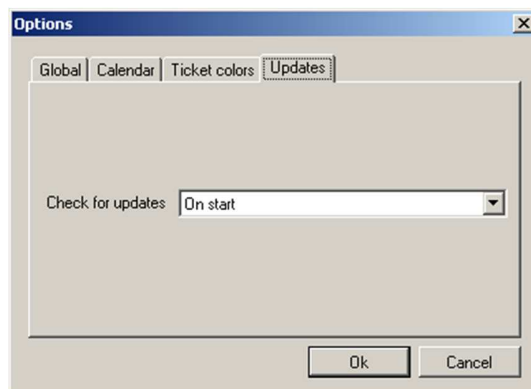 Options
Global Calendar Ticket colors Updates
Check for updates On start
Ok Cancel